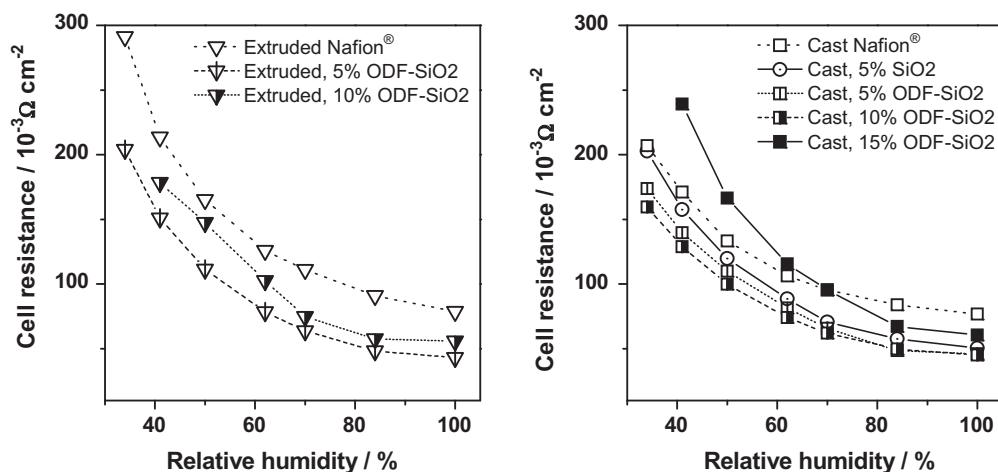 300
200
100
40
60
80
100
Cell resistance / 10⁻³Ω cm⁻²
Relative humidity / %
Extruded Nafion®
Extruded, 5% ODF-SiO2
Extruded, 10% ODF-SiO2
300
200
100
40
60
80
100
Cell resistance / 10⁻³Ω cm⁻²
Relative humidity / %
Cast Nafion®
Cast, 5% SiO2
Cast, 5% ODF-SiO2
Cast, 10% ODF-SiO2
Cast, 15% ODF-SiO2